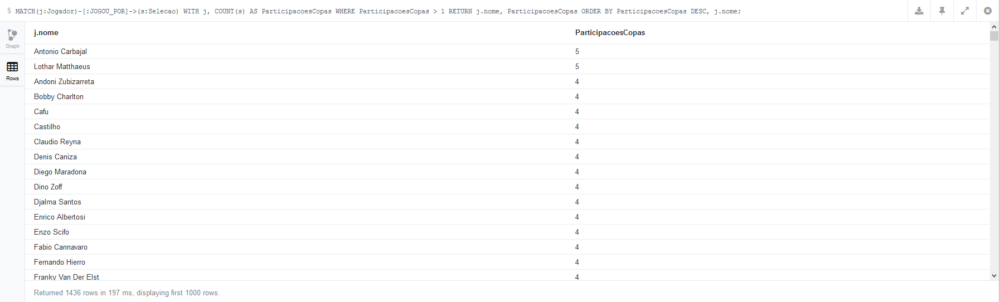 $ MATCH(j:Jogador)-[:JOGOU_POR]->(s:Selecao) WITH j, COUNT(s) AS ParticipacoesCopas WHERE ParticipacoesCopas > 1 RETURN j.nome, ParticipacoesCopas ORDER BY ParticipacoesCopas DESC, j.nome;
Graph
Rows
j.nome ParticipacoesCopas
Antonio Carbajal 5
Lothar Matthaeus 5
Andoni Zubizarreta 4
Bobby Charlton 4
Cafu 4
Castilho 4
Claudio Reyna 4
Denis Caniza 4
Diego Maradona 4
Dino Zoff 4
Djalma Santos 4
Enrico Albertosi 4
Enzo Scifo 4
Fabio Cannavaro 4
Fernando Hierro 4
Franky Van Der Elst 4
Returned 1436 rows in 197 ms, displaying first 1000 rows.